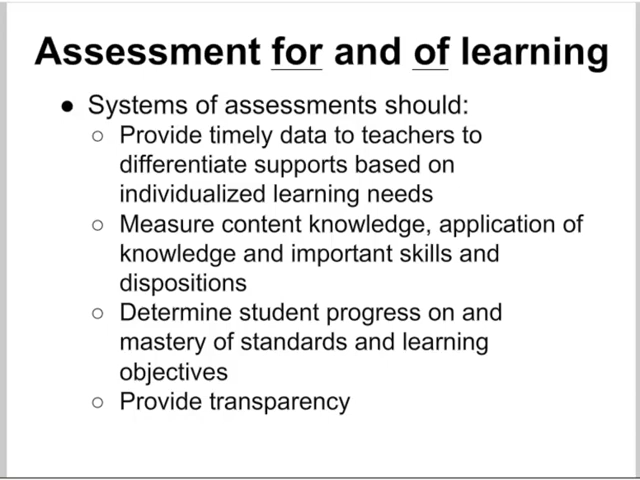 Assessment for and of learning
● Systems of assessments should:
○ Provide timely data to teachers to
differentiate supports based on
individualized learning needs
○ Measure content knowledge, application of
knowledge and important skills and
dispositions
○ Determine student progress on and
mastery of standards and learning
objectives
○ Provide transparency